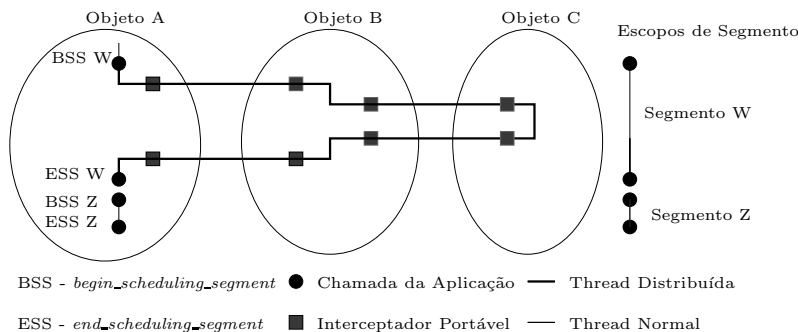 Objeto A Objeto B Objeto C
Escopos de Segmento
BSS W
Segmento W
ESS W
BSS Z
ESS Z
Segmento Z
BSS - begin_scheduling_segment Chamada da Aplicação Thread Distribuída
ESS - end_scheduling_segment Interceptador Portável Thread Normal